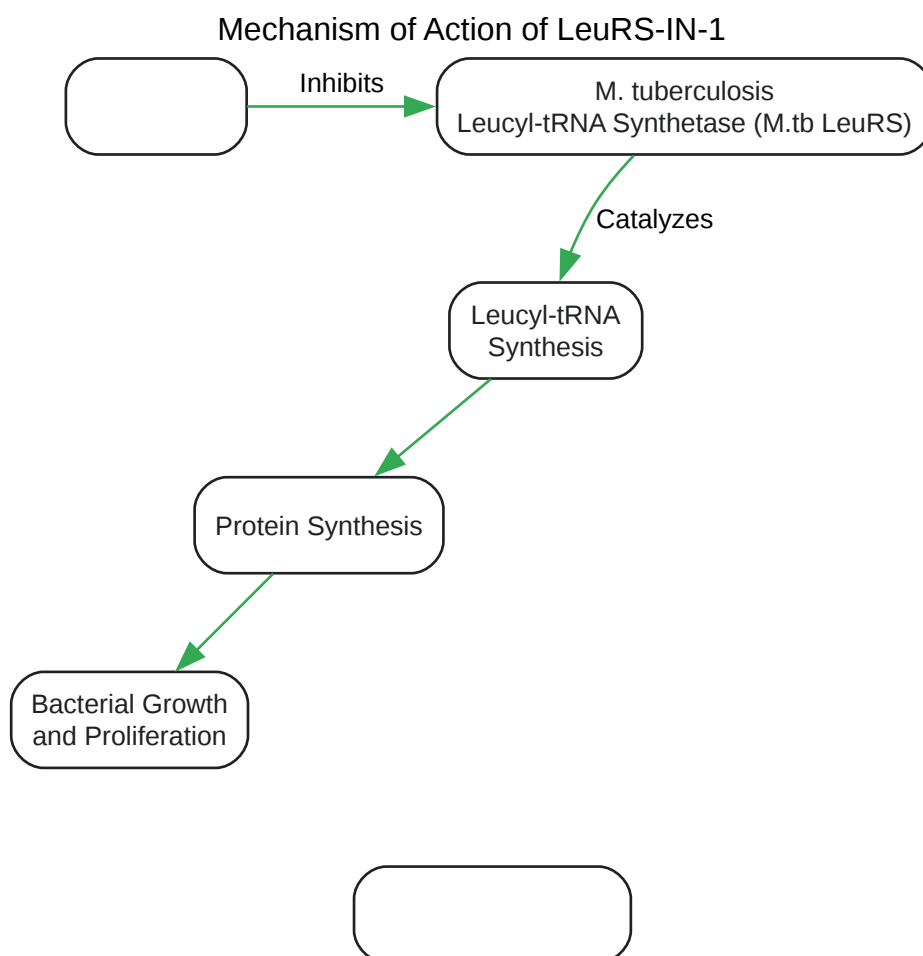 Mechanism of Action of LeuRS-IN-1
Inhibits
M. tuberculosis
Leucyl-tRNA Synthetase (M.tb LeuRS)
Catalyzes
Leucyl-tRNA
Synthesis
Protein Synthesis
Bacterial Growth
and Proliferation